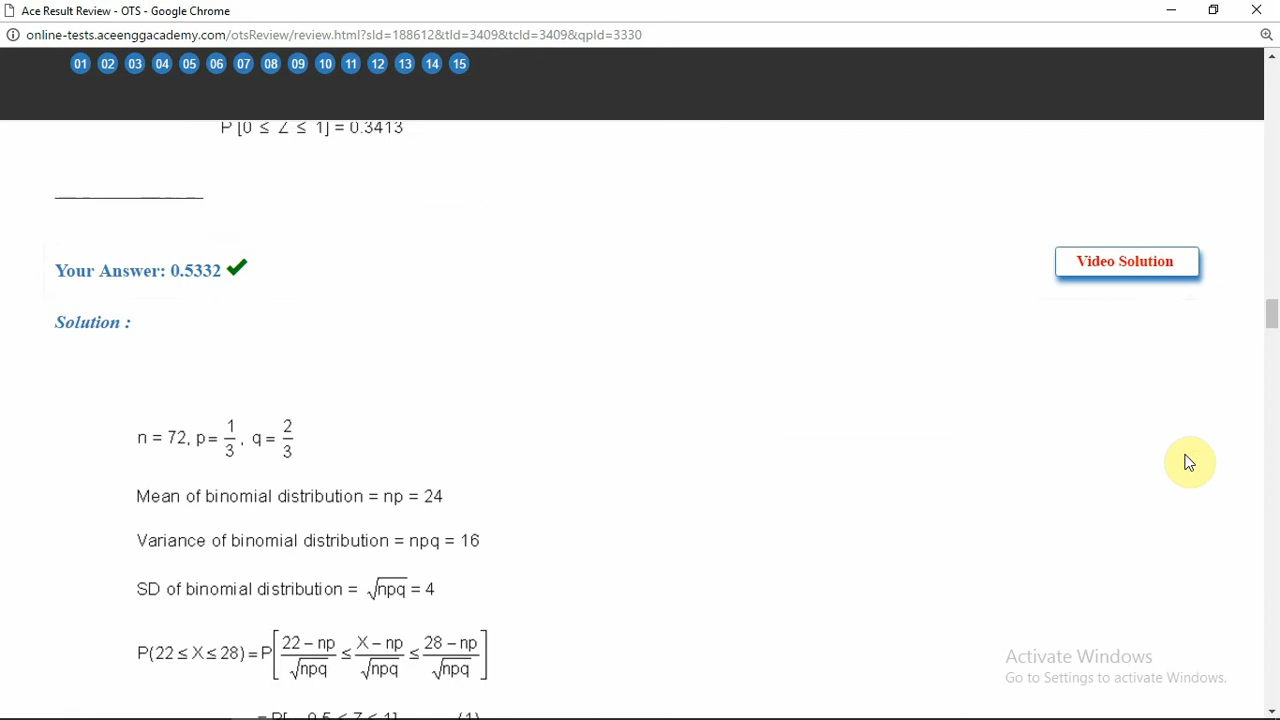 Ace Result Review - OTS - Google Chrome
online-tests.aceenggacademy.com/otsReview/review.html?sId=188612&tId=3409&tcId=3409&qpId=3330
01 02 03 04 05 06 07 08 09 10 11 12 13 14 15
P [0 ≤ Z ≤ 1] = 0.3413
Your Answer: 0.5332
Video Solution
Solution :
n = 72, p = 1/3, q = 2/3
Mean of binomial distribution = np = 24
Variance of binomial distribution = npq = 16
SD of binomial distribution = √npq = 4
P(22 ≤ X ≤ 28) = P[(22 − np)/√npq ≤ (X − np)/√npq ≤ (28 − np)/√npq]
= P[− 0.5 ≤ Z ≤ 1] (1)
Activate Windows
Go to Settings to activate Windows.